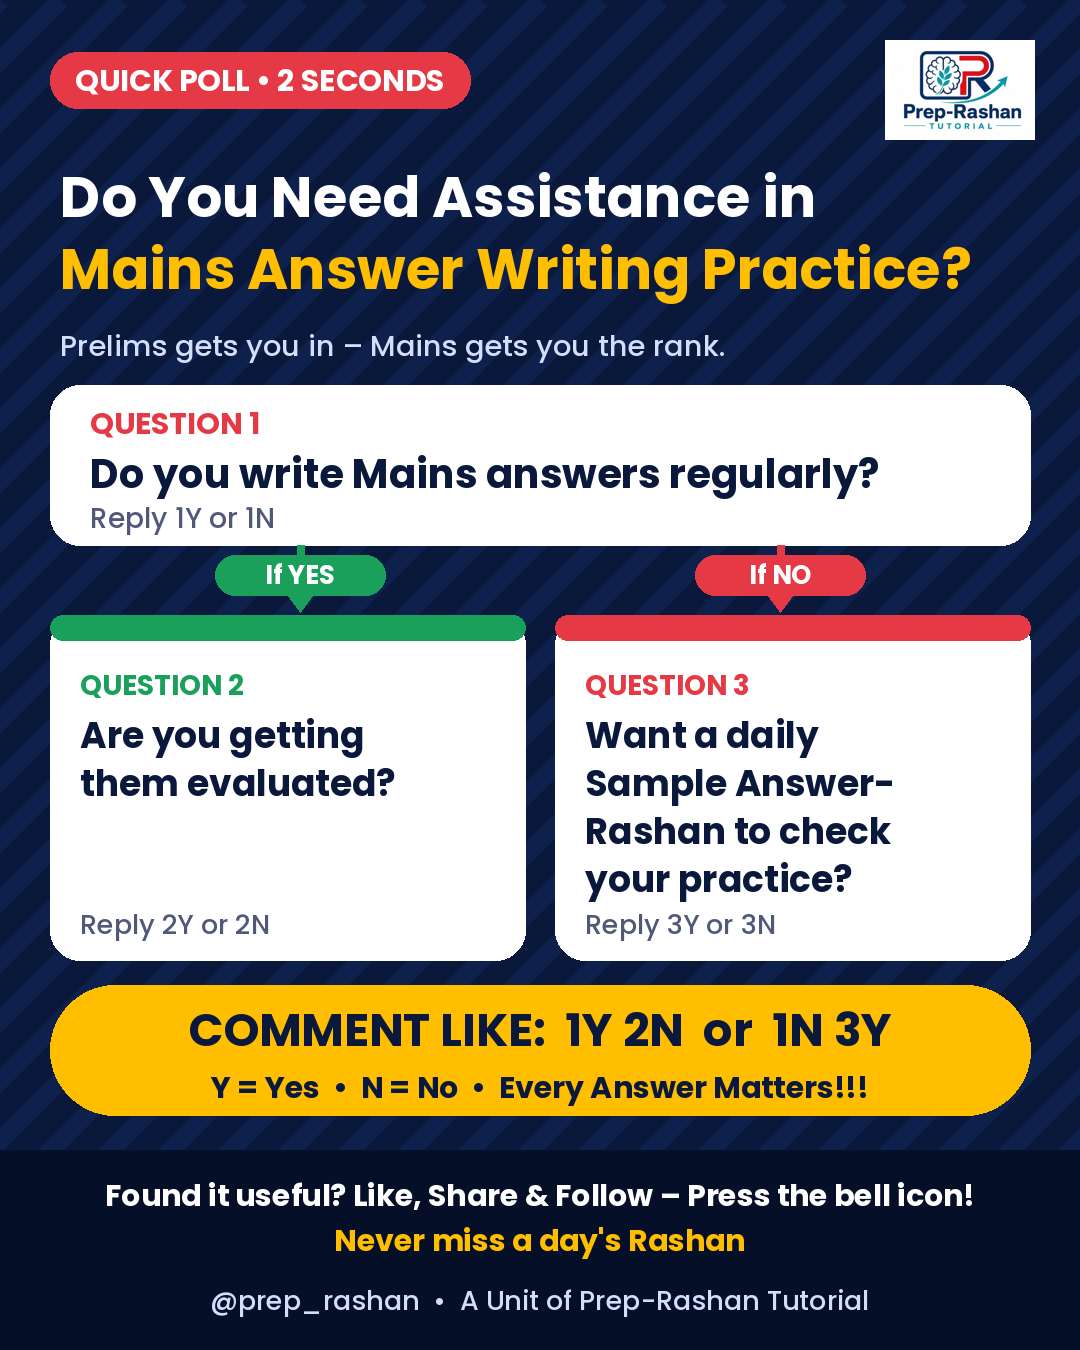 QUICK POLL • 2 SECONDS
Prep-Rashan
TUTORIAL
Do You Need Assistance in
Mains Answer Writing Practice?
Prelims gets you in – Mains gets you the rank.
QUESTION 1
Do you write Mains answers regularly?
Reply 1Y or 1N
If YES
If NO
QUESTION 2
Are you getting
them evaluated?
Reply 2Y or 2N
QUESTION 3
Want a daily
Sample Answer-
Rashan to check
your practice?
Reply 3Y or 3N
COMMENT LIKE: 1Y 2N or 1N 3Y
Y = Yes • N = No • Every Answer Matters!!!
Found it useful? Like, Share & Follow – Press the bell icon!
Never miss a day's Rashan
@prep_rashan • A Unit of Prep-Rashan Tutorial